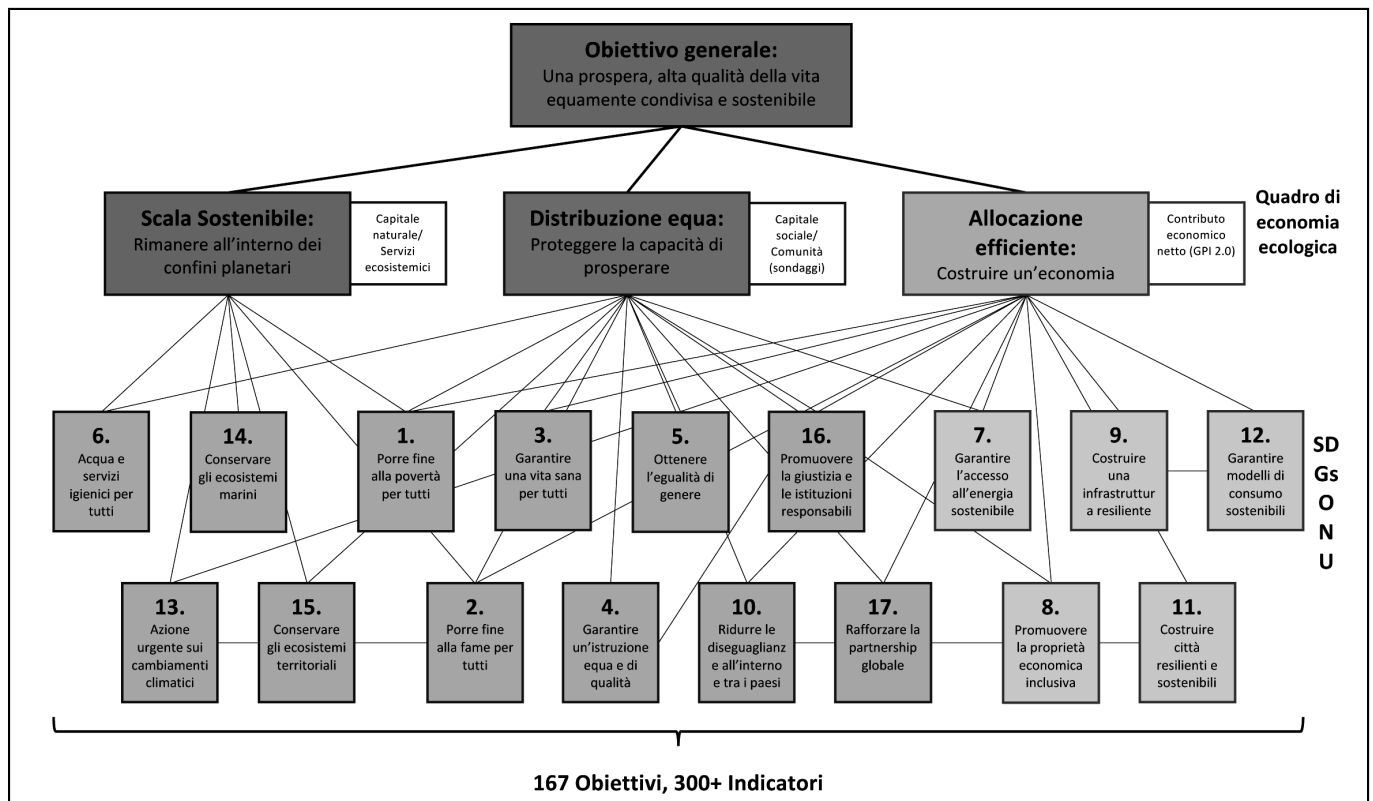 Obiettivo generale:
Una prospera, alta qualità della vita
equamente condivisa e sostenibile
Scala Sostenibile:
Rimanere all'interno dei
confini planetari
Capitale
naturale/
Servizi
ecosistemici
Distribuzione equa:
Proteggere la capacità di
prosperare
Capitale
sociale/
Comunità
(sondaggi)
Allocazione
efficiente:
Costruire un'economia
Contributo
economico
netto (GPI 2.0)
Quadro di
economia
ecologica
6.
Acqua e
servizi
igienici per
tutti
14.
Conservare
gli ecosistemi
marini
1.
Porre fine
alla povertà
per tutti
3.
Garantire
una vita sana
per tutti
5.
Ottenere
l'egualità di
genere
16.
Promuovere
la giustizia e
le istituzioni
responsabili
7.
Garantire
l'accesso
all'energia
sostenibile
9.
Costruire
una
infrastruttur
a resiliente
12.
Garantire
modelli di
consumo
sostenibili
SD
Gs
O
N
U
13.
Azione
urgente sui
cambiamenti
climatici
15.
Conservare
gli ecosistemi
territoriali
2.
Porre fine
alla fame per
tutti
4.
Garantire
un'istruzione
equa e di
qualità
10.
Ridurre le
diseguaglianz
e all'interno
e tra i paesi
17.
Rafforzare la
partnership
globale
8.
Promuovere
la proprietà
economica
inclusiva
11.
Costruire
città
resilienti e
sostenibili
167 Obiettivi, 300+ Indicatori